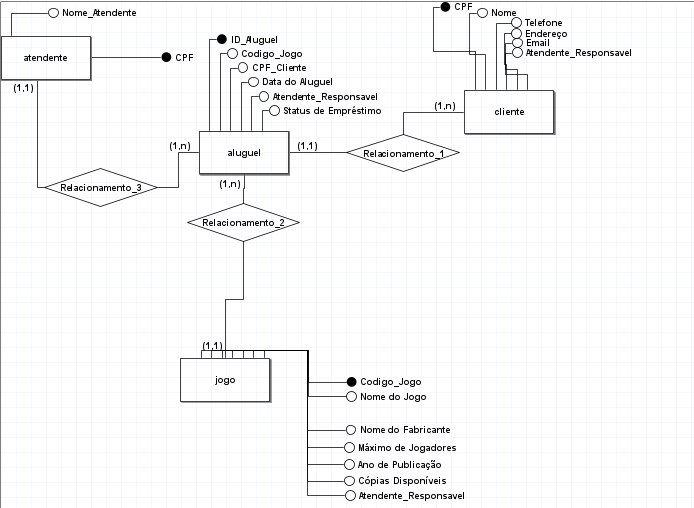 CPF
Nome_Atendente
Nome
Telefone
Endereço
Email
Atendente_Responsavel
atendente
CPF
ID_Aluguel
Codigo_Jogo
CPF_Cliente
Data do Aluguel
Atendente_Responsavel
Status de Empréstimo
(1,1)
(1,n)
cliente
(1,n)
aluguel
(1,1)
Relacionamento_1
(1,n)
Relacionamento_3
Relacionamento_2
(1,1)
jogo
Codigo_Jogo
Nome do Jogo
Nome do Fabricante
Máximo de Jogadores
Ano de Publicação
Cópias Disponíveis
Atendente_Responsavel